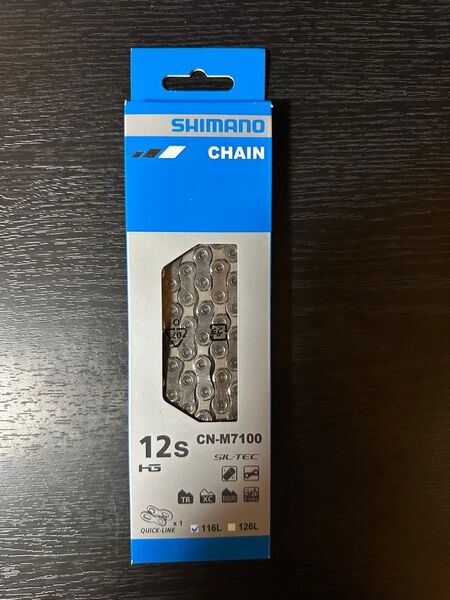 SHIMANO
CHAIN
12s CN-M7100
HG SIL-TEC
TR XC
x 1
QUICK-LINK
116L 126L